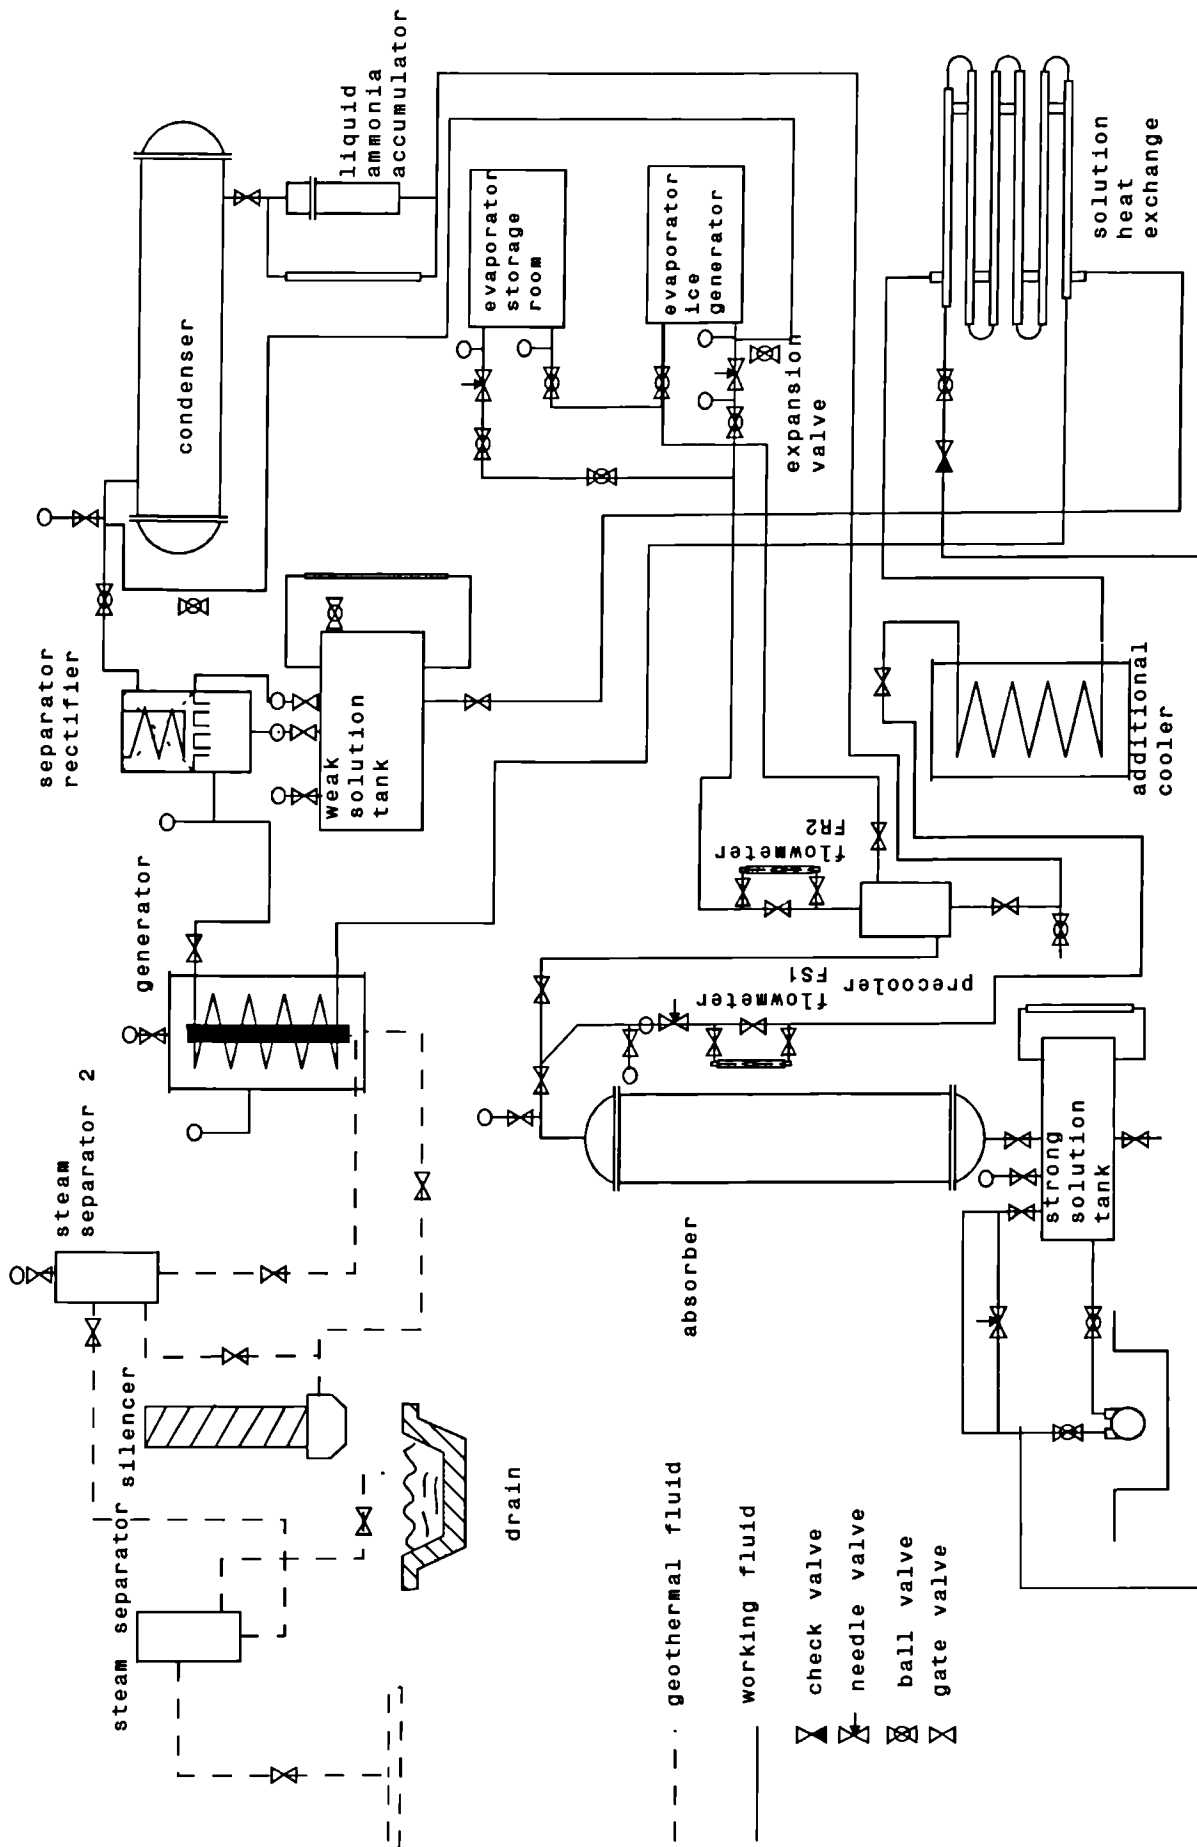 liquid
ammonia
accumulator
condenser
evaporator
storage
room
evaporator
ice
generator
expansion
valve
solution
heat
exchange
separator
rectifier
weak
solution
tank
additional
cooler
flowmeter
FR2
generator
precooler
flowmeter
FS1
steam
separator 2
absorber
strong
solution
tank
silencer
steam separator
drain
geothermal fluid
working fluid
check valve
needle valve
ball valve
gate valve